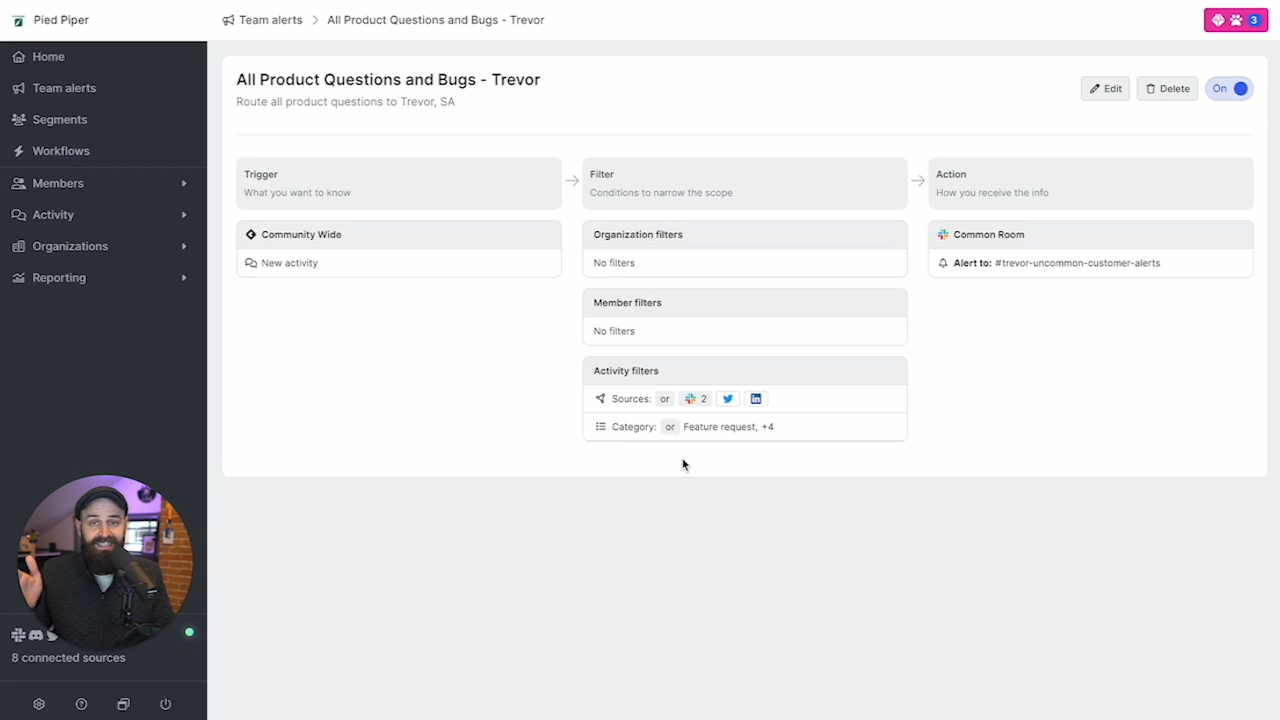 Pied Piper
Team alerts > All Product Questions and Bugs - Trevor
3
Home
Team alerts
Segments
Workflows
Members
Activity
Organizations
Reporting
8 connected sources
All Product Questions and Bugs - Trevor
Route all product questions to Trevor, SA
Edit
Delete
On
Trigger
What you want to know
Community Wide
New activity
Filter
Conditions to narrow the scope
Organization filters
No filters
Member filters
No filters
Activity filters
Sources: or 2
Category: or Feature request, +4
Action
How you receive the info
Common Room
Alert to: #trevor-uncommon-customer-alerts